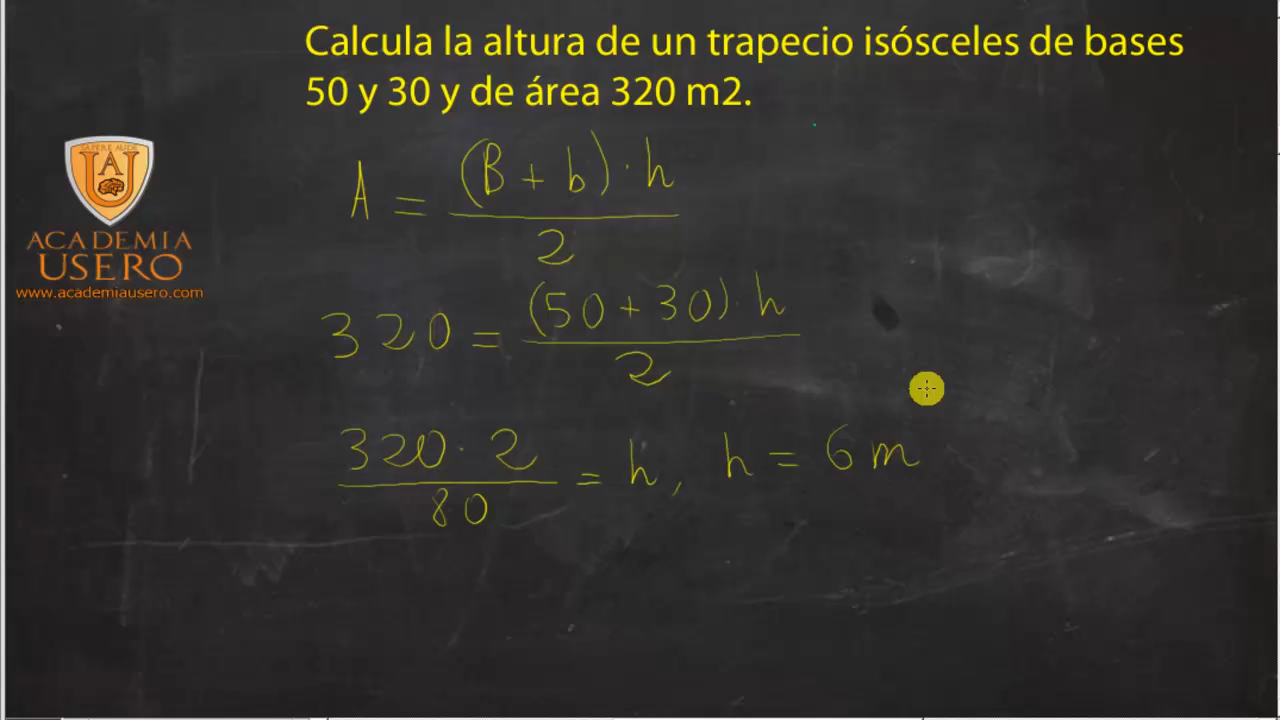 Calcula la altura de un trapecio isósceles de bases
50 y 30 y de área 320 m2.
SAPERE AUDE
UA
ACADEMIA
USERO
www.academiausero.com
A = (B + b) · h / 2
320 = (50 + 30) · h / 2
320 · 2 / 80 = h, h = 6 m